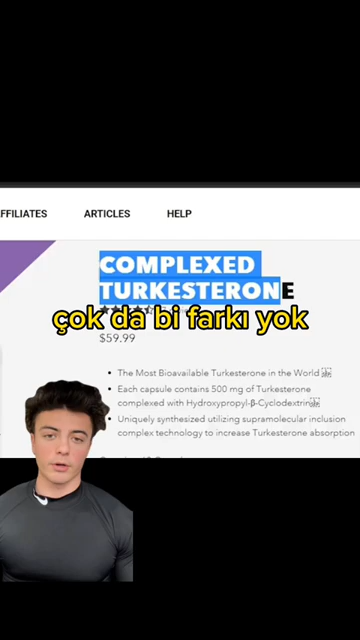 FFILIATES ARTICLES HELP
COMPLEXED
TURKESTERONE
çok da bi farkı yok
$59.99
• The Most Bioavailable Turkesterone in the World
• Each capsule contains 500 mg of Turkesterone
complexed with Hydroxypropyl-β-Cyclodextrin
• Uniquely synthesized utilizing supramolecular inclusion
complex technology to increase Turkesterone absorption